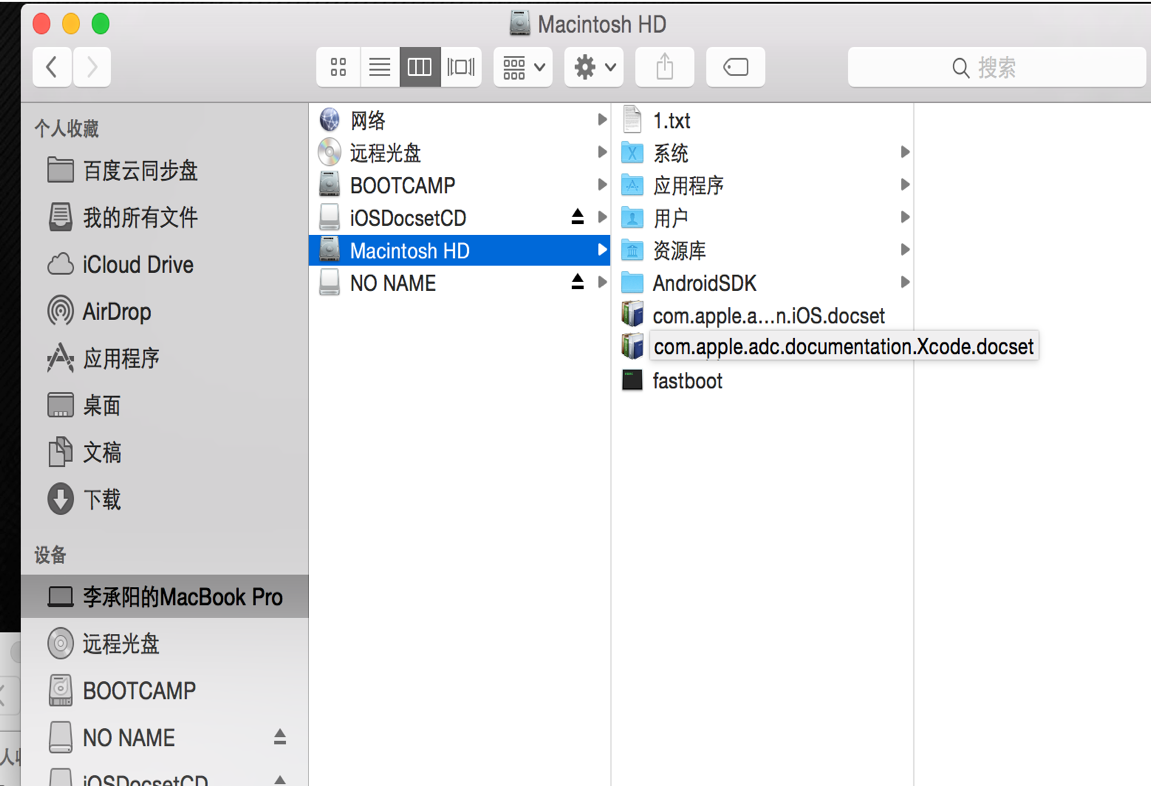 Macintosh HD
搜索
个人收藏
百度云同步盘
我的所有文件
iCloud Drive
AirDrop
应用程序
桌面
文稿
下载
设备
李承阳的MacBook Pro
远程光盘
BOOTCAMP
NO NAME
iOSDocsetCD
网络
远程光盘
BOOTCAMP
iOSDocsetCD
Macintosh HD
NO NAME
1.txt
系统
应用程序
用户
资源库
AndroidSDK
com.apple.a...n.iOS.docset
com.apple.adc.documentation.Xcode.docset
fastboot